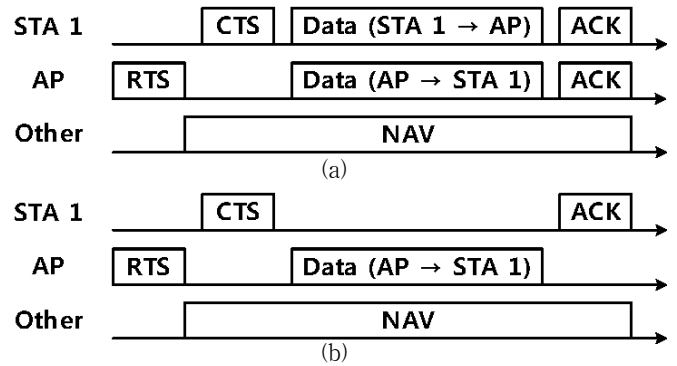 STA 1 CTS Data (STA 1 → AP) ACK
AP RTS Data (AP → STA 1) ACK
Other NAV
(a)
STA 1 CTS ACK
AP RTS Data (AP → STA 1)
Other NAV
(b)